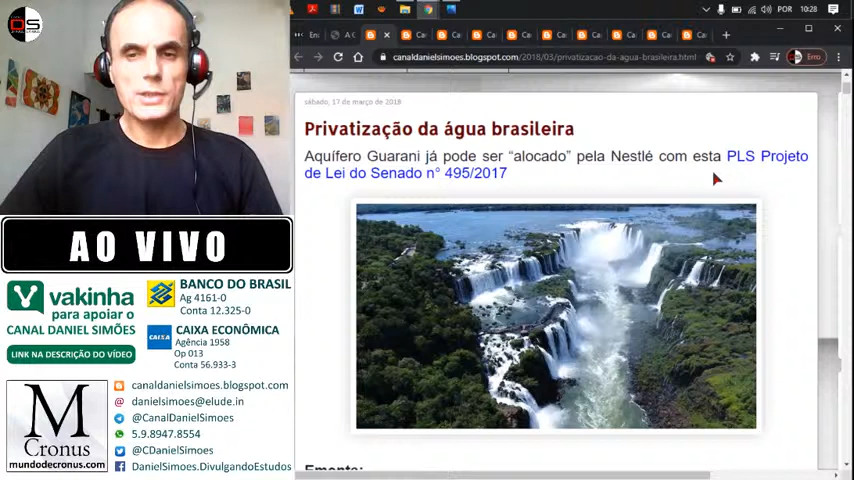 DS
POR
10:28
canaldanielsimoes.blogspot.com/2018/03/privatizacao-da-agua-brasileira.html
Erro
sábado, 17 de março de 2018
Privatização da água brasileira
Aquífero Guarani já pode ser “alocado” pela Nestlé com esta PLS Projeto
de Lei do Senado n° 495/2017
Ementa:
AO VIVO
vakinha
para apoiar o
CANAL DANIEL SIMÕES
LINK NA DESCRIÇÃO DO VÍDEO
BANCO DO BRASIL
Ag 4161-0
Conta 12.325-0
CAIXA
CAIXA ECONÔMICA
Agência 1958
Op 013
Conta 56.933-3
M
Cronus
mundodecronus.com
canaldanielsimoes.blogspot.com
danielsimoes@elude.in
@CanalDanielSimoes
5.9.8947.8554
@CDanielSimoes
DanielSimoes.DivulgandoEstudos